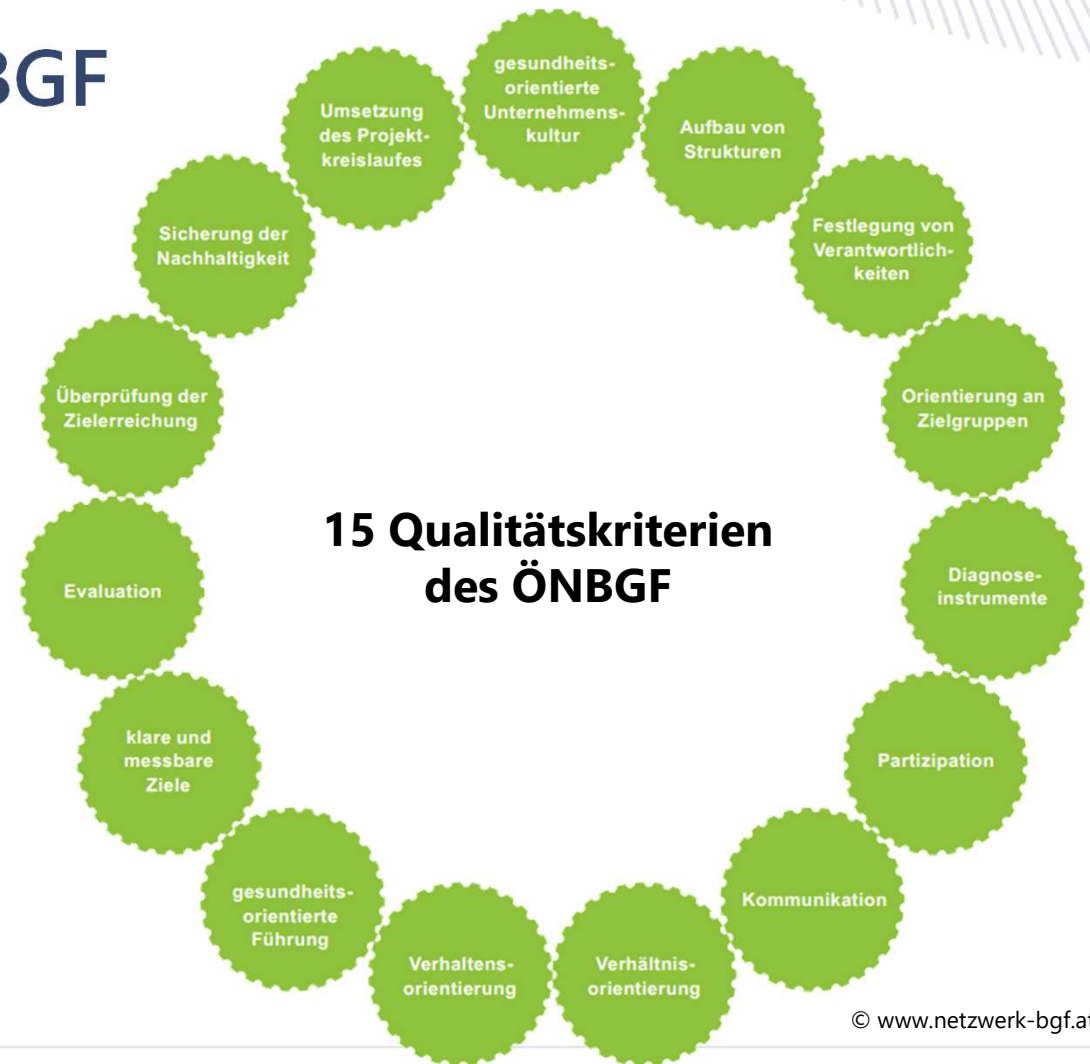 BGF
gesundheits-
orientierte
Unternehmens-
kultur
Aufbau von
Strukturen
Festlegung von
Verantwortlich-
keiten
Orientierung an
Zielgruppen
Diagnose-
instrumente
Partizipation
Kommunikation
Verhältnis-
orientierung
Verhaltens-
orientierung
gesundheits-
orientierte
Führung
klare und
messbare
Ziele
Evaluation
Überprüfung der
Zielerreichung
Sicherung der
Nachhaltigkeit
Umsetzung
des Projekt-
kreislaufes
15 Qualitätskriterien
des ÖNBGF
© www.netzwerk-bgf.at